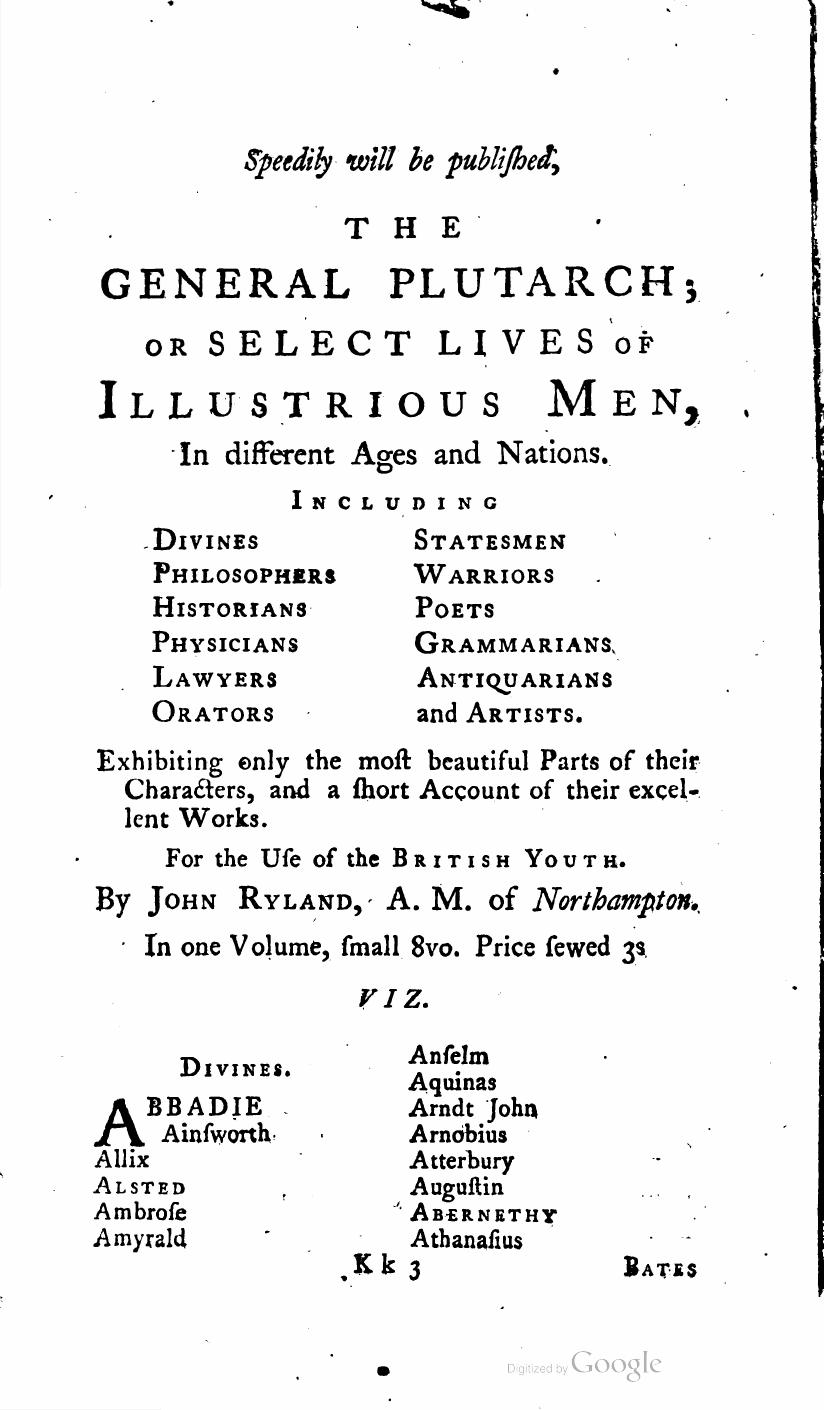 Speedily will be publiſhed,
THE
GENERAL PLUTARCH;
OR SELECT LIVES OF
ILLUSTRIOUS MEN,
In different Ages and Nations.
INCLUDING
DIVINES
PHILOSOPHERS
HISTORIANS
PHYSICIANS
LAWYERS
ORATORS
STATESMEN
WARRIORS
POETS
GRAMMARIANS,
ANTIQUARIANS
and ARTISTS.
Exhibiting only the moſt beautiful Parts of their
Characters, and a ſhort Account of their excel-
lent Works.
For the Uſe of the BRITISH YOUTH.
By JOHN RYLAND, A. M. of Northampton.
In one Volume, ſmall 8vo. Price ſewed 3s
VIZ.
DIVINES.
ABBADIE
Ainſworth
Allix
ALSTED
Ambroſe
Amyrald
Anſelm
Aquinas
Arndt John
Arnobius
Atterbury
Auguſtin
ABERNETHY
Athanaſius
Kk 3
BATES
Digitized by Google